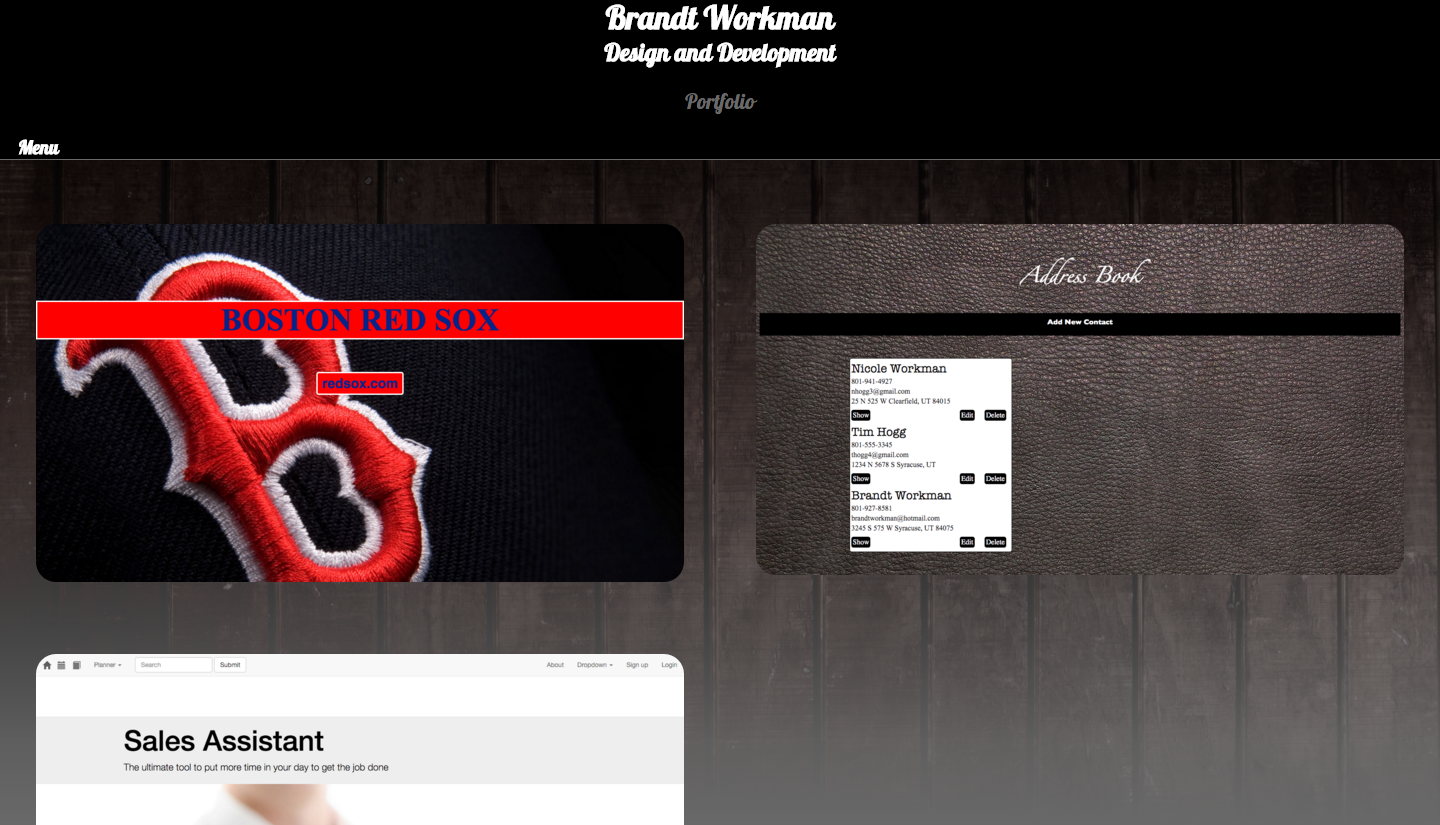 Brandt Workman
Design and Development
Portfolio
Menu
BOSTON RED SOX
redsox.com
Address Book
Add New Contact
Nicole Workman
801-941-4927
nhogg3@gmail.com
25 N 525 W Clearfield, UT 84015
Show Edit Delete
Tim Hogg
801-555-3345
thogg4@gmail.com
1234 N 5678 S Syracuse, UT
Show Edit Delete
Brandt Workman
801-927-8581
brandtworkman@hotmail.com
3245 S 575 W Syracuse, UT 84075
Show Edit Delete
Planner Search Submit About Dropdown Sign up Login
Sales Assistant
The ultimate tool to put more time in your day to get the job done